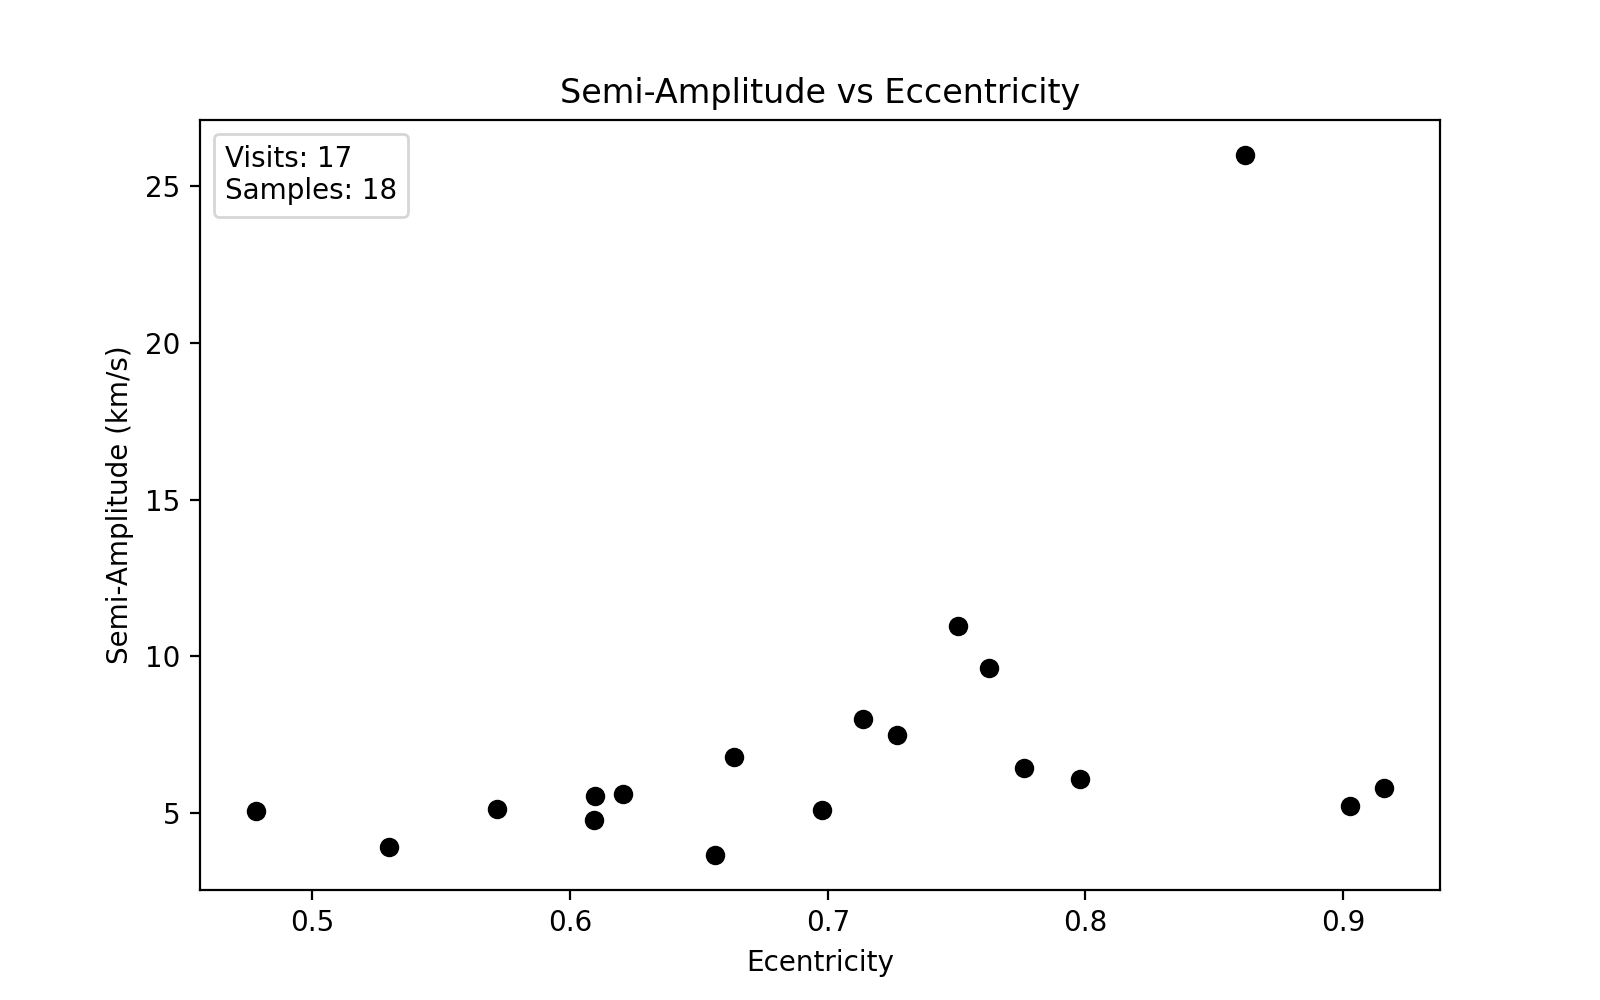 Semi-Amplitude vs Eccentricity
Visits: 17
Samples: 18
Semi-Amplitude (km/s)
25
20
15
10
5
0.5 0.6 0.7 0.8 0.9
Ecentricity